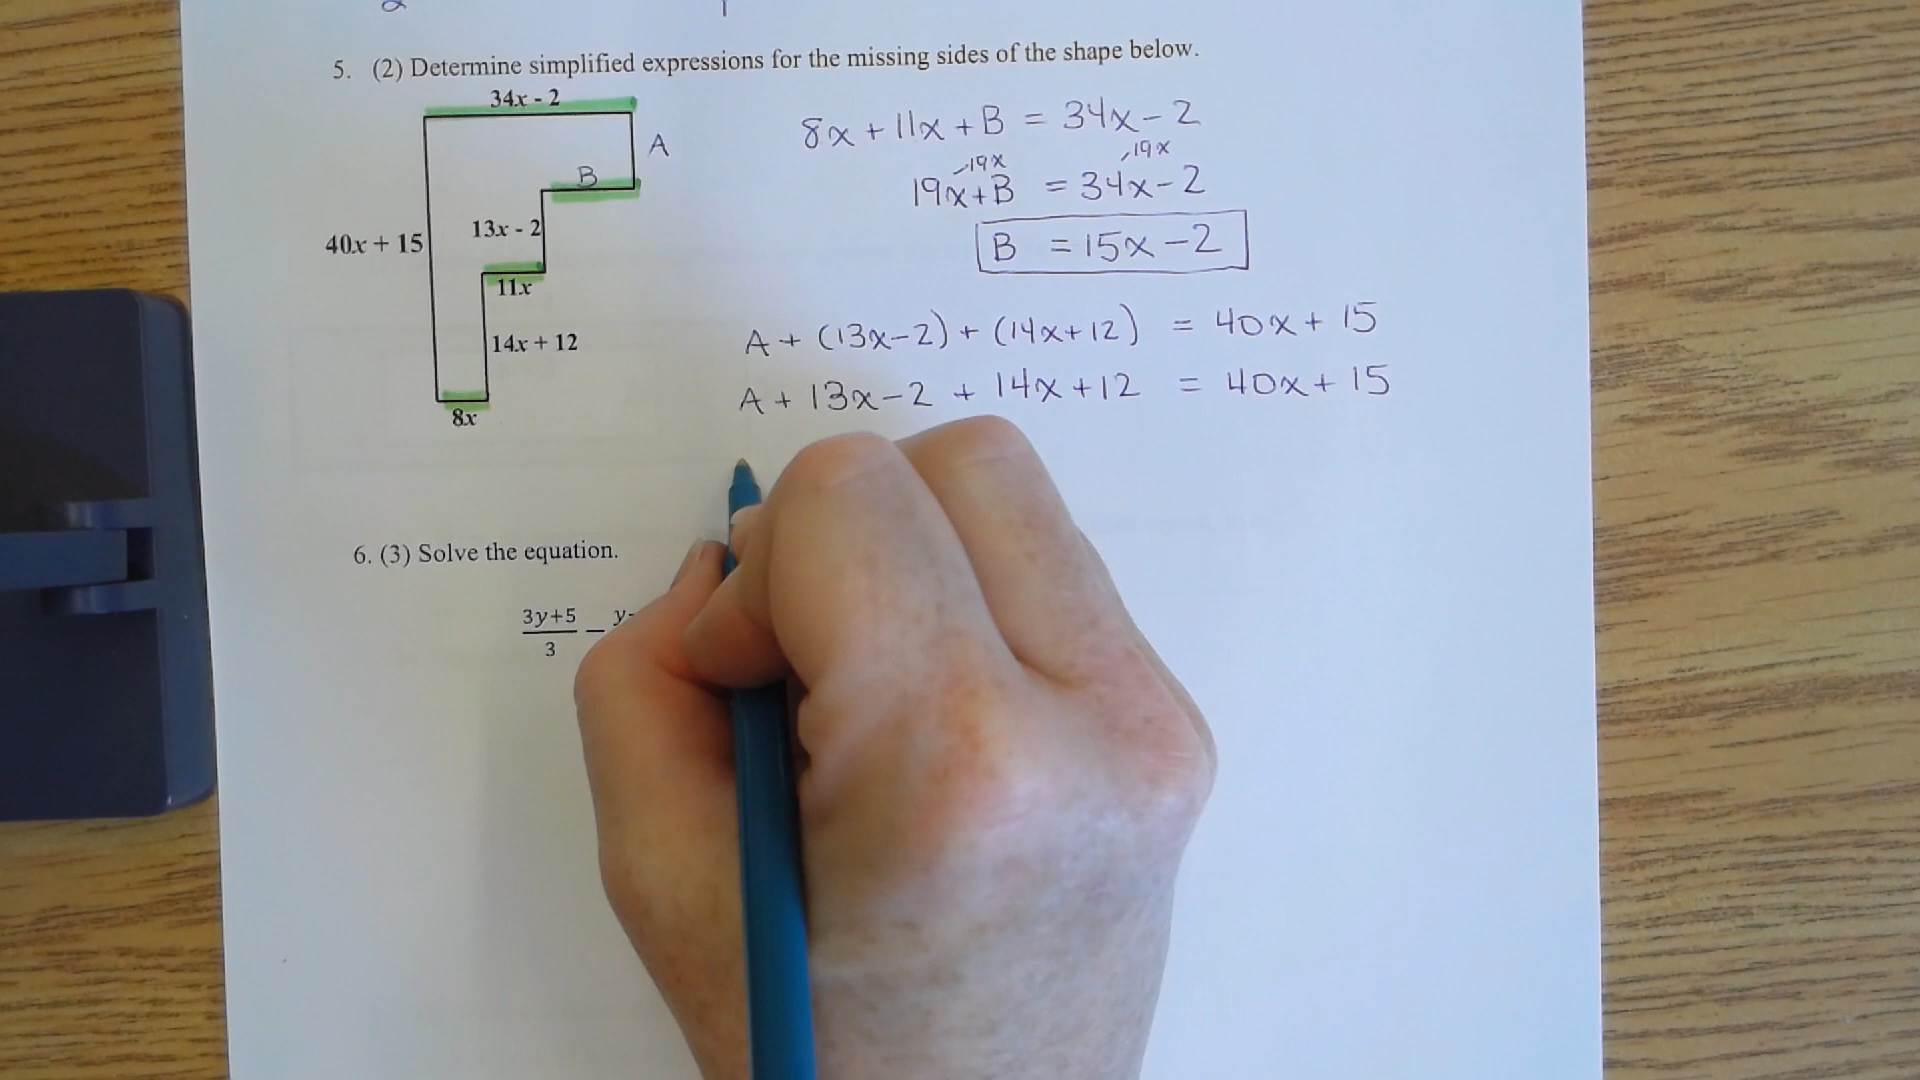 5. (2) Determine simplified expressions for the missing sides of the shape below.
34x - 2
A
B
13x - 2
40x + 15
11x
14x + 12
8x
8x + 11x + B = 34x - 2
-19x -19x
19x + B = 34x - 2
B = 15x - 2
A + (13x - 2) + (14x + 12) = 40x + 15
A + 13x - 2 + 14x + 12 = 40x + 15
6. (3) Solve the equation.
3y+5 y-
—
3